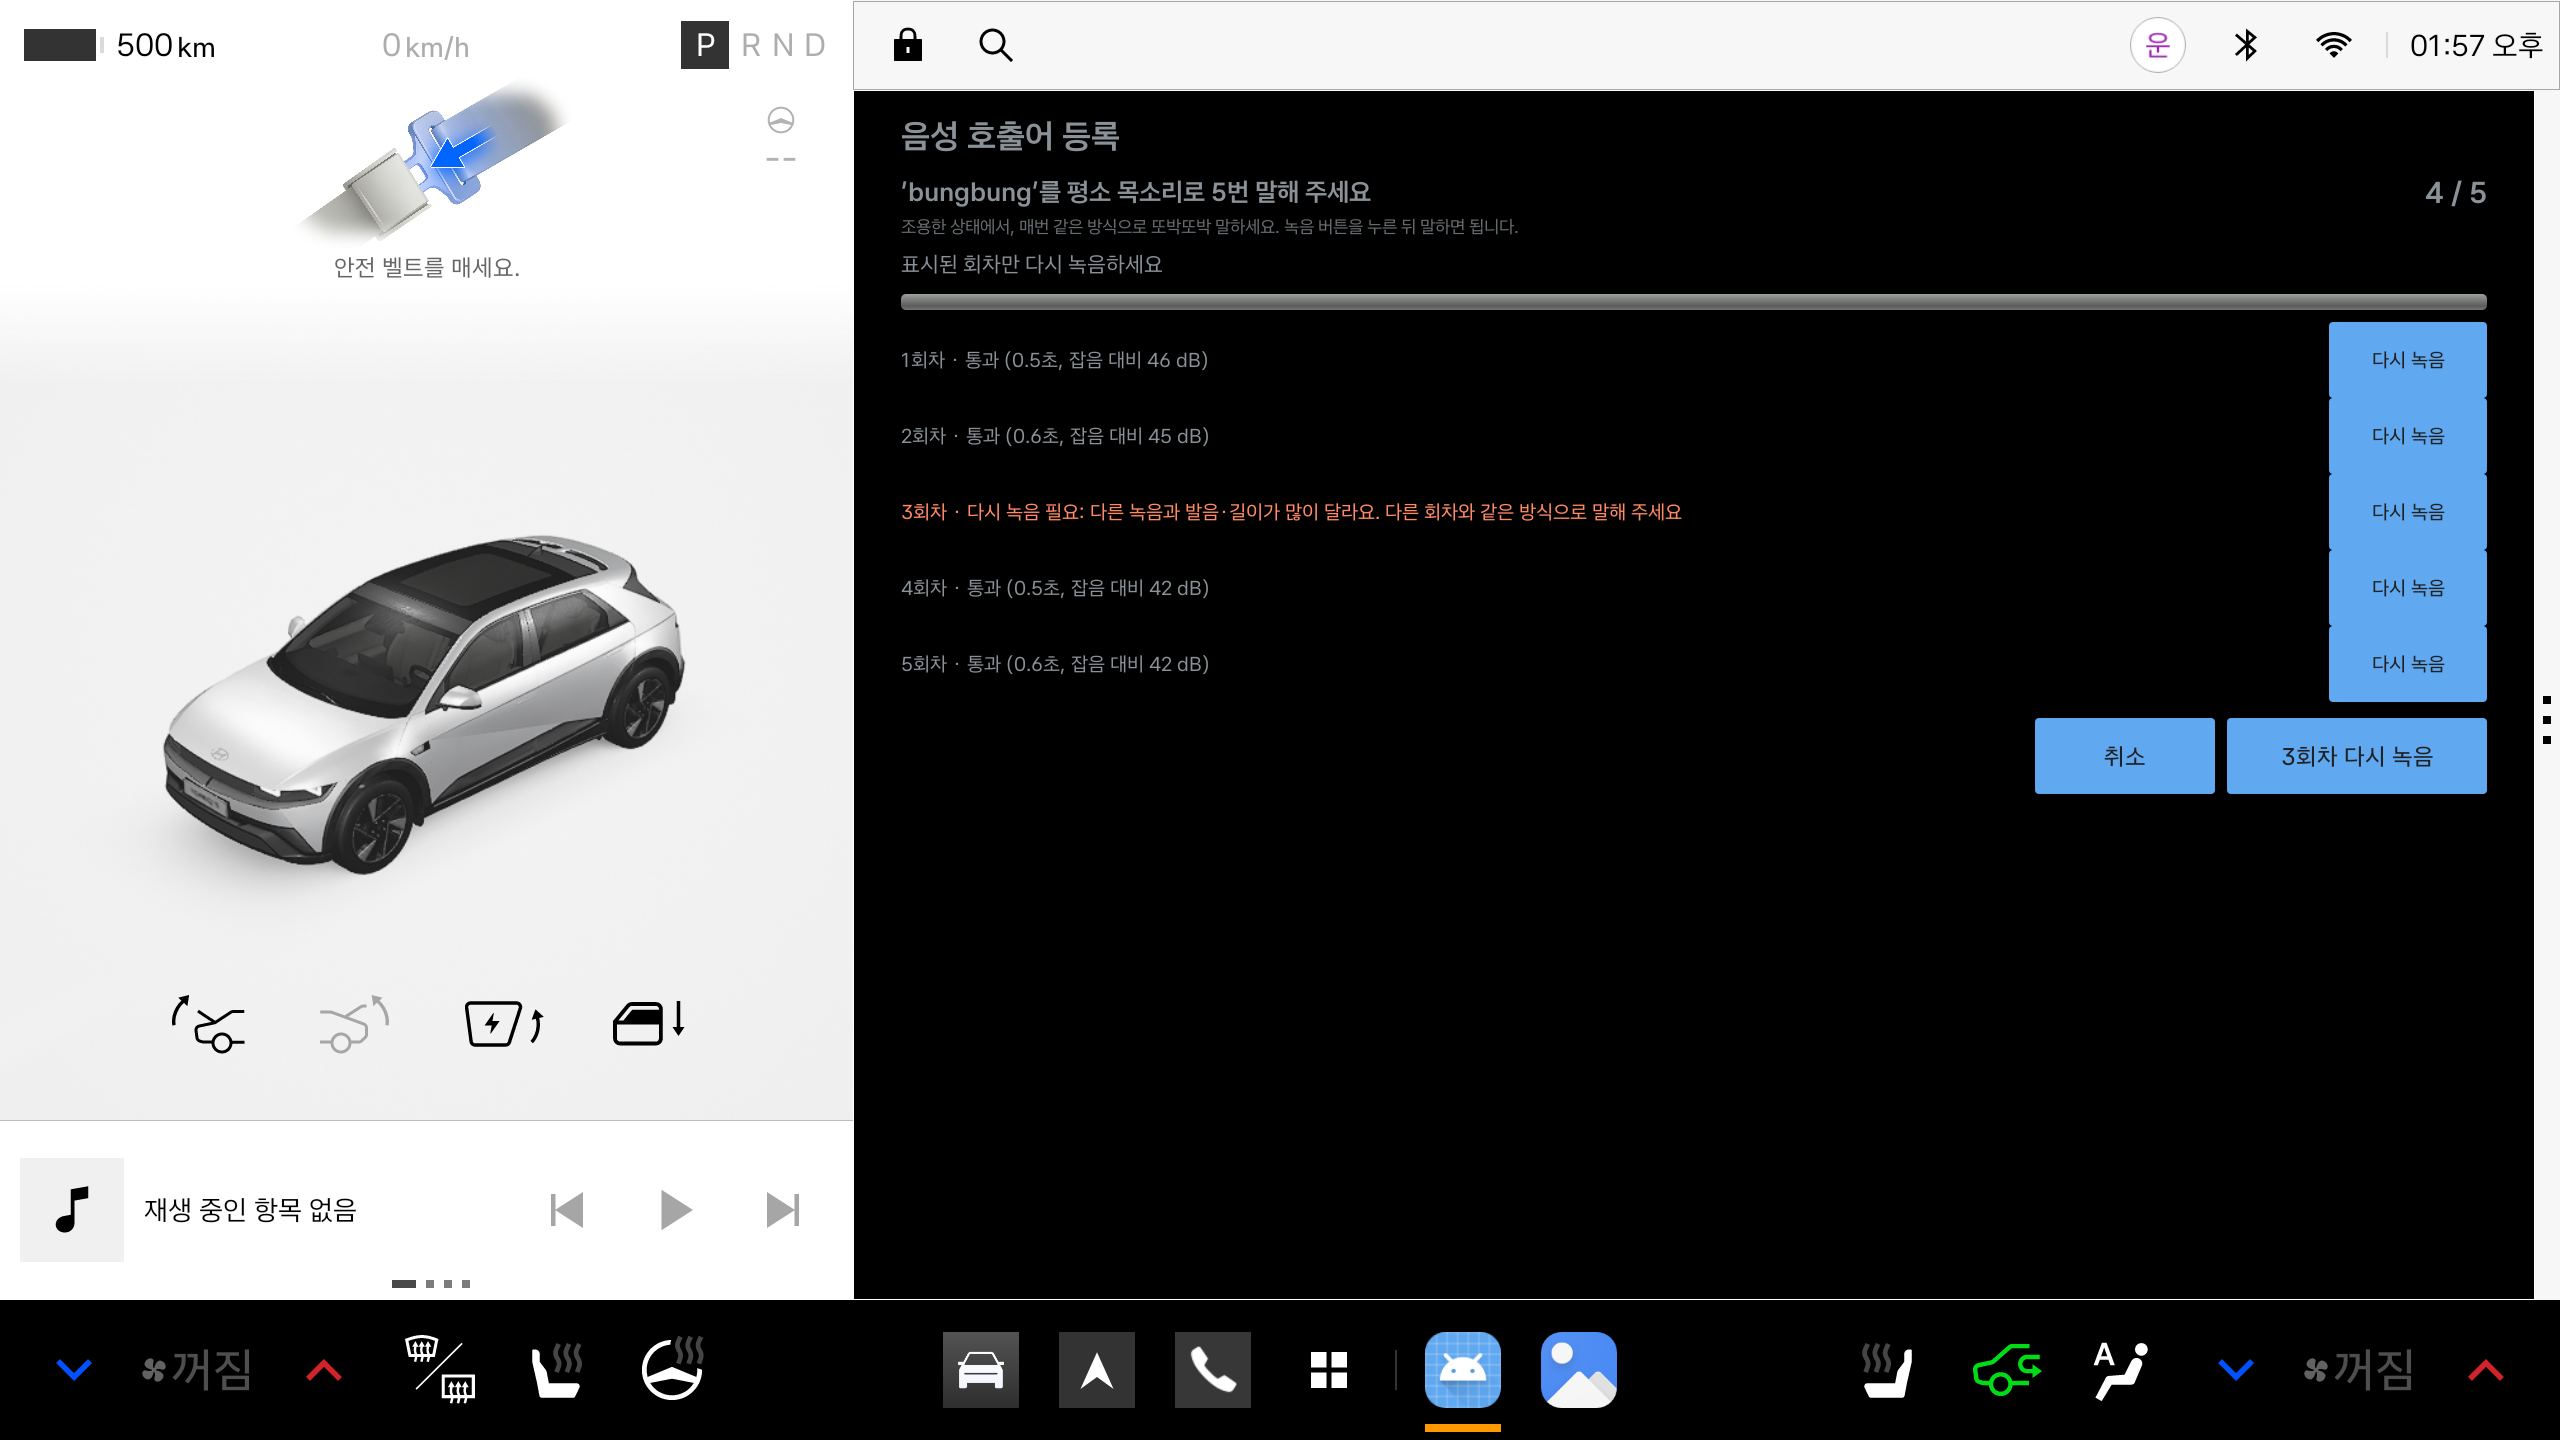 500 km
0 km/h
P R N D
01:57 오후
운
안전 벨트를 매세요.
음성 호출어 등록
'bungbung'를 평소 목소리로 5번 말해 주세요
4 / 5
조용한 상태에서, 매번 같은 방식으로 또박또박 말하세요. 녹음 버튼을 누른 뒤 말하면 됩니다.
표시된 회차만 다시 녹음하세요
1회차 · 통과 (0.5초, 잡음 대비 46 dB)
다시 녹음
2회차 · 통과 (0.6초, 잡음 대비 45 dB)
다시 녹음
3회차 · 다시 녹음 필요: 다른 녹음과 발음·길이가 많이 달라요. 다른 회차와 같은 방식으로 말해 주세요
다시 녹음
4회차 · 통과 (0.5초, 잡음 대비 42 dB)
다시 녹음
5회차 · 통과 (0.6초, 잡음 대비 42 dB)
다시 녹음
취소
3회차 다시 녹음
재생 중인 항목 없음
꺼짐
A
꺼짐